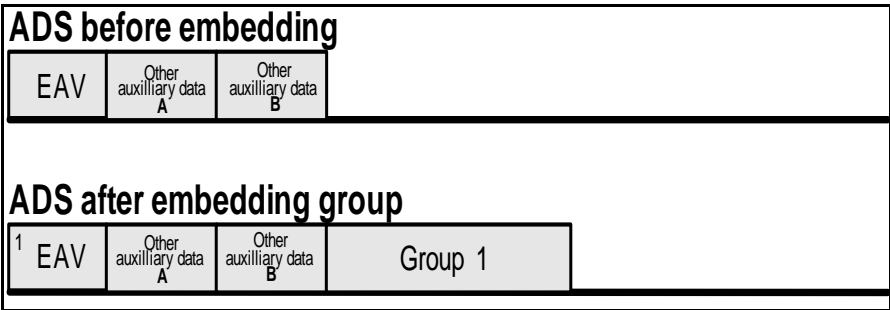 ADS before embedding
EAV
Other
auxilliary data
A
Other
auxilliary data
B
ADS after embedding group
1
EAV
Other
auxilliary data
A
Other
auxilliary data
B
Group 1